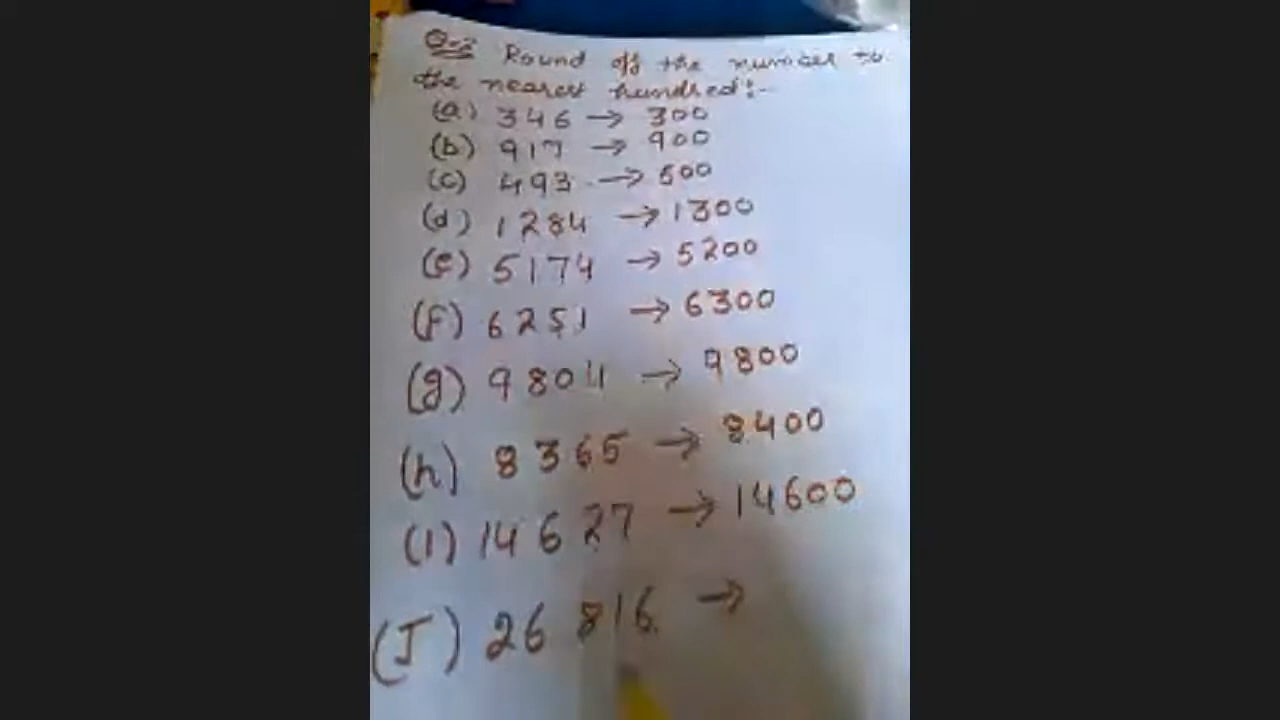 Q-2 Round off the number to
the nearest hundred:-
(a) 346 → 300
(b) 917 → 900
(c) 493 → 500
(d) 1284 → 1300
(e) 5174 → 5200
(f) 6251 → 6300
(g) 9804 → 9800
(h) 8365 → 8400
(I) 14627 → 14600
(J) 26816 →